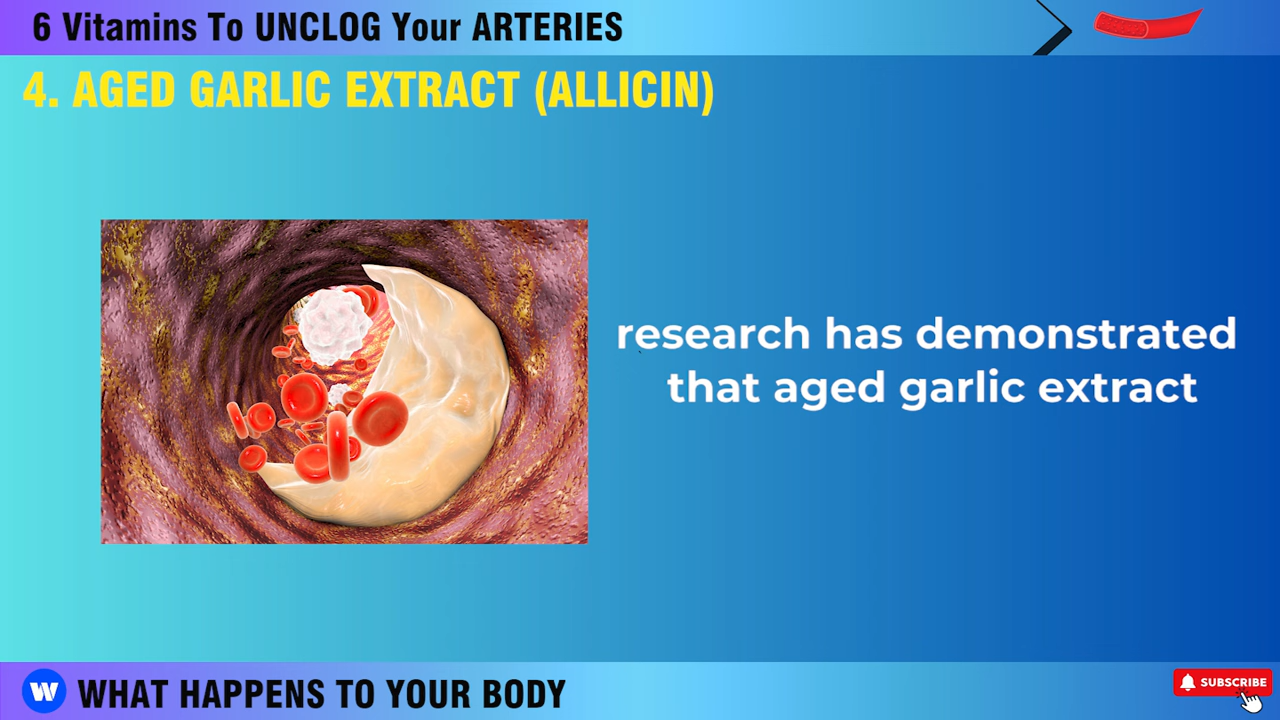 6 Vitamins To UNCLOG Your ARTERIES
4. AGED GARLIC EXTRACT (ALLICIN)
research has demonstrated
that aged garlic extract
W WHAT HAPPENS TO YOUR BODY
SUBSCRIBE